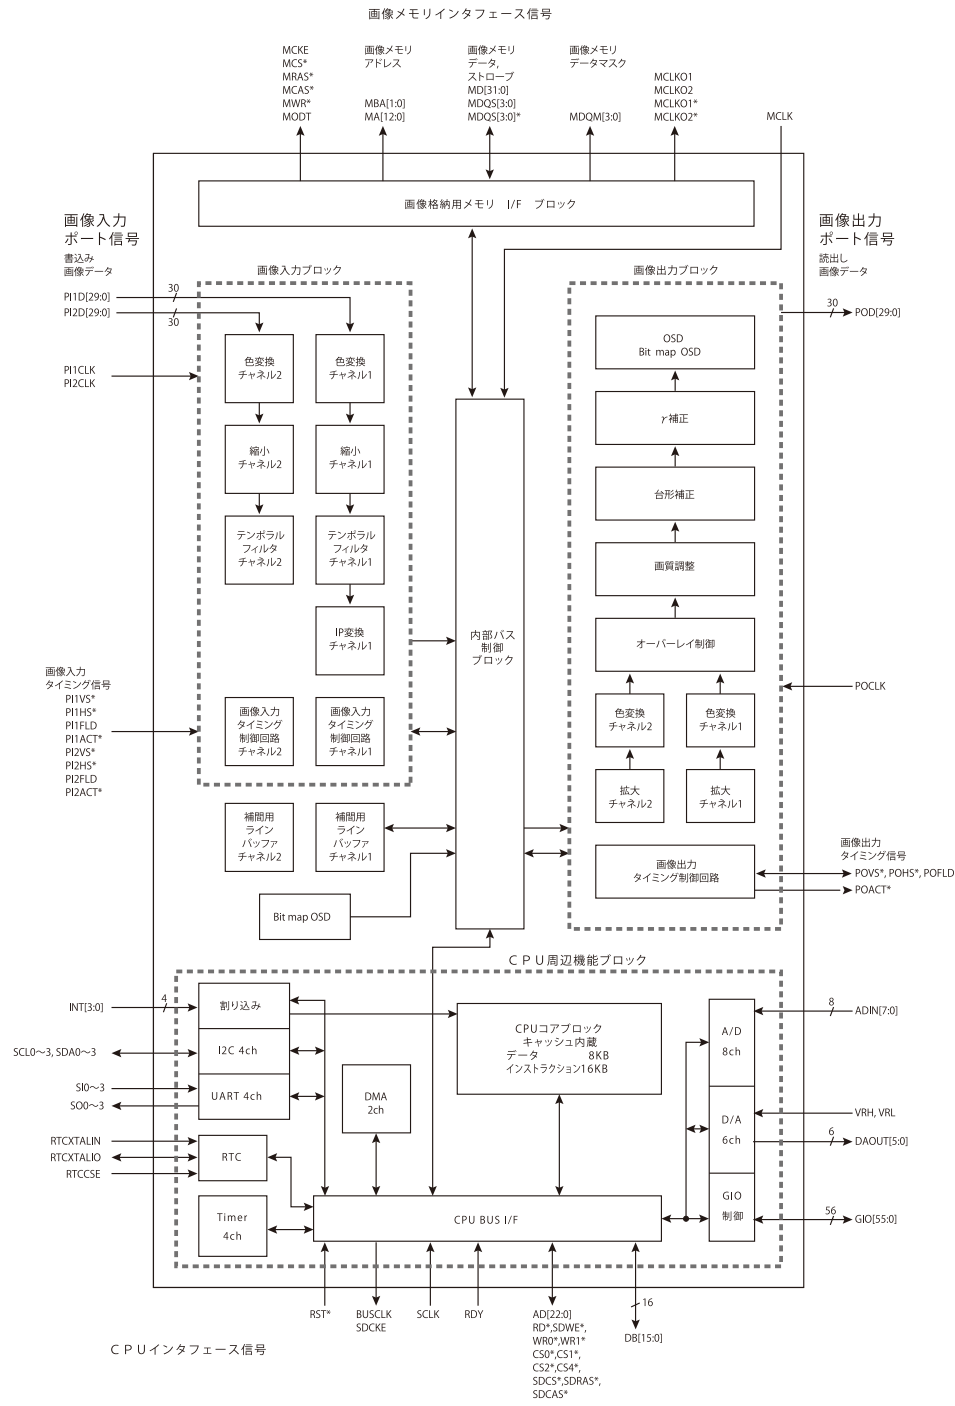 画像メモリインタフェース信号
MCKE
MCS*
MRAS*
MCAS*
MWR*
MODT
画像メモリ
アドレス
MBA[1:0]
MA[12:0]
画像メモリ
データ,
ストローブ
MD[31:0]
MDQS[3:0]
MDQS[3:0]*
画像メモリ
データマスク
MDQM[3:0]
MCLKO1
MCLKO2
MCLKO1*
MCLKO2*
MCLK
画像格納用メモリ I/F ブロック
画像入力
ポート信号
書込み
画像データ
PI1D[29:0]
PI2D[29:0]
30
30
PI1CLK
PI2CLK
画像入力
タイミング信号
PI1VS*
PI1HS*
PI1FLD
PI1ACT*
PI2VS*
PI2HS*
PI2FLD
PI2ACT*
画像入力ブロック
色変換
チャネル2
色変換
チャネル1
縮小
チャネル2
縮小
チャネル1
テンポラル
フィルタ
チャネル2
テンポラル
フィルタ
チャネル1
IP変換
チャネル1
画像入力
タイミング
制御回路
チャネル2
画像入力
タイミング
制御回路
チャネル1
補間用
ライン
バッファ
チャネル2
補間用
ライン
バッファ
チャネル1
Bit map OSD
内部バス
制御
ブロック
画像出力ブロック
OSD
Bit map OSD
γ補正
台形補正
画質調整
オーバーレイ制御
色変換
チャネル2
色変換
チャネル1
拡大
チャネル2
拡大
チャネル1
画像出力
タイミング制御回路
画像出力
ポート信号
読出し
画像データ
30
POD[29:0]
POCLK
画像出力
タイミング信号
POVS*, POHS*, POFLD
POACT*
ＣＰＵ周辺機能ブロック
INT[3:0]
4
SCL0～3, SDA0～3
SI0～3
SO0～3
RTCXTALIN
RTCXTALIO
RTCCSE
割り込み
I2C 4ch
UART 4ch
RTC
Timer
4ch
DMA
2ch
CPUコアブロック
キャッシュ内蔵
データ 8KB
インストラクション16KB
CPU BUS I/F
A/D
8ch
D/A
6ch
GIO
制御
8
ADIN[7:0]
VRH, VRL
6
DAOUT[5:0]
56
GIO[55:0]
RST*
BUSCLK
SDCKE
SCLK
RDY
AD[22:0]
RD*,SDWE*,
WR0*,WR1*
CS0*,CS1*,
CS2*,CS4*,
SDCS*,SDRAS*,
SDCAS*
16
DB[15:0]
ＣＰＵインタフェース信号